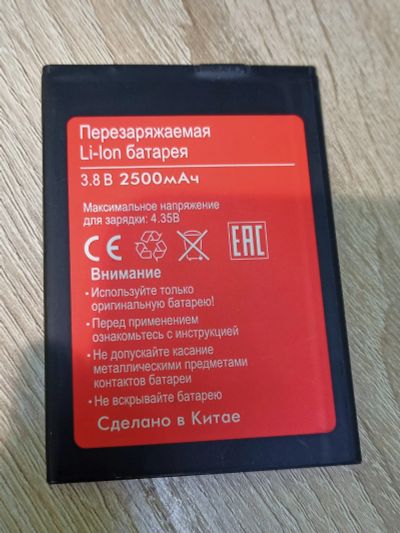 Перезаряжаемая
Li-Ion батарея
3.8 В 2500мАч
Максимальное напряжение
для зарядки: 4.35В
CE EAC
Внимание
• Используйте только
оригинальную батарею!
• Перед применением
ознакомьтесь с инструкцией
• Не допускайте касание
металлическими предметами
контактов батареи
• Не вскрывайте батарею
Сделано в Китае